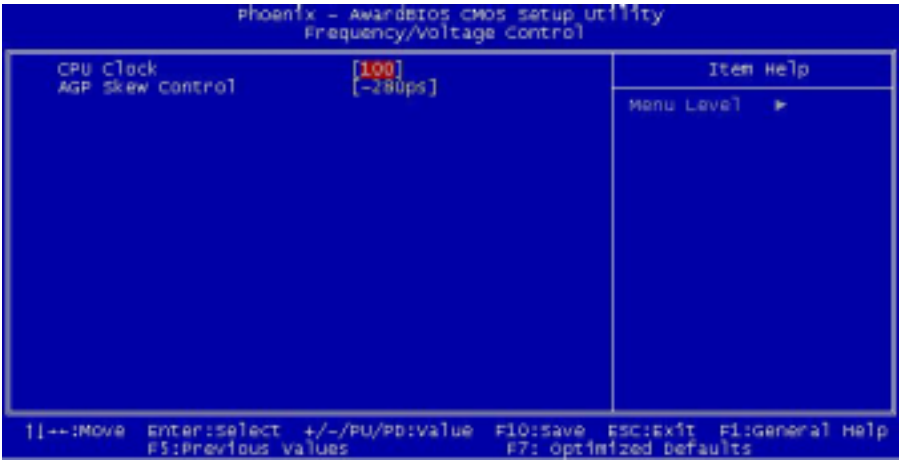 Phoenix - AwardBIOS CMOS Setup Utility
Frequency/Voltage Control
CPU Clock [100]
AGP Skew Control [-280ps]
Item Help
Menu Level ►
↑↓→←:Move Enter:Select +/-/PU/PD:Value F10:Save ESC:Exit F1:General Help
F5:Previous Values F7: Optimized Defaults